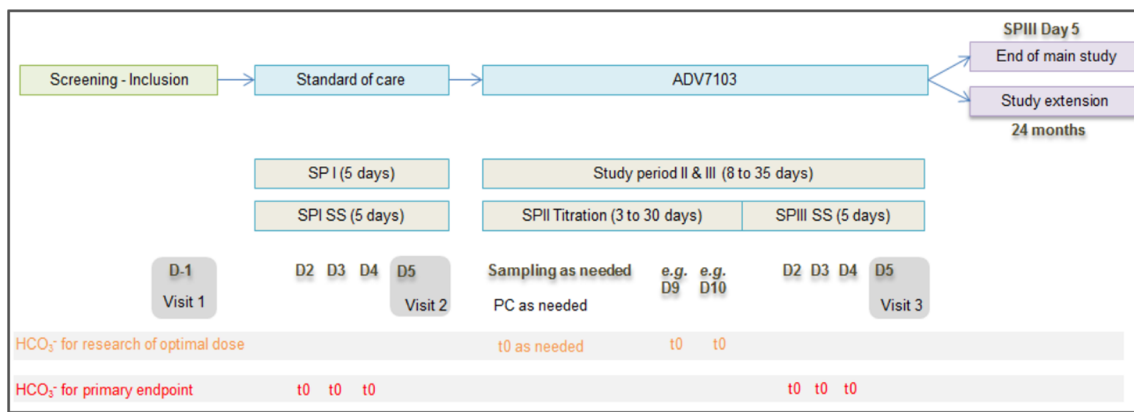 SPIII Day 5
Screening - Inclusion
Standard of care
ADV7103
End of main study
Study extension
24 months
SP I (5 days)
Study period II & III (8 to 35 days)
SPI SS (5 days)
SPII Titration (3 to 30 days)
SPIII SS (5 days)
D-1
Visit 1
D2 D3 D4 D5
Visit 2
Sampling as needed
PC as needed
e.g. e.g.
D9 D10
D2 D3 D4 D5
Visit 3
HCO₃⁻ for research of optimal dose
t0 as needed t0 t0
HCO₃⁻ for primary endpoint
t0 t0 t0 t0 t0 t0